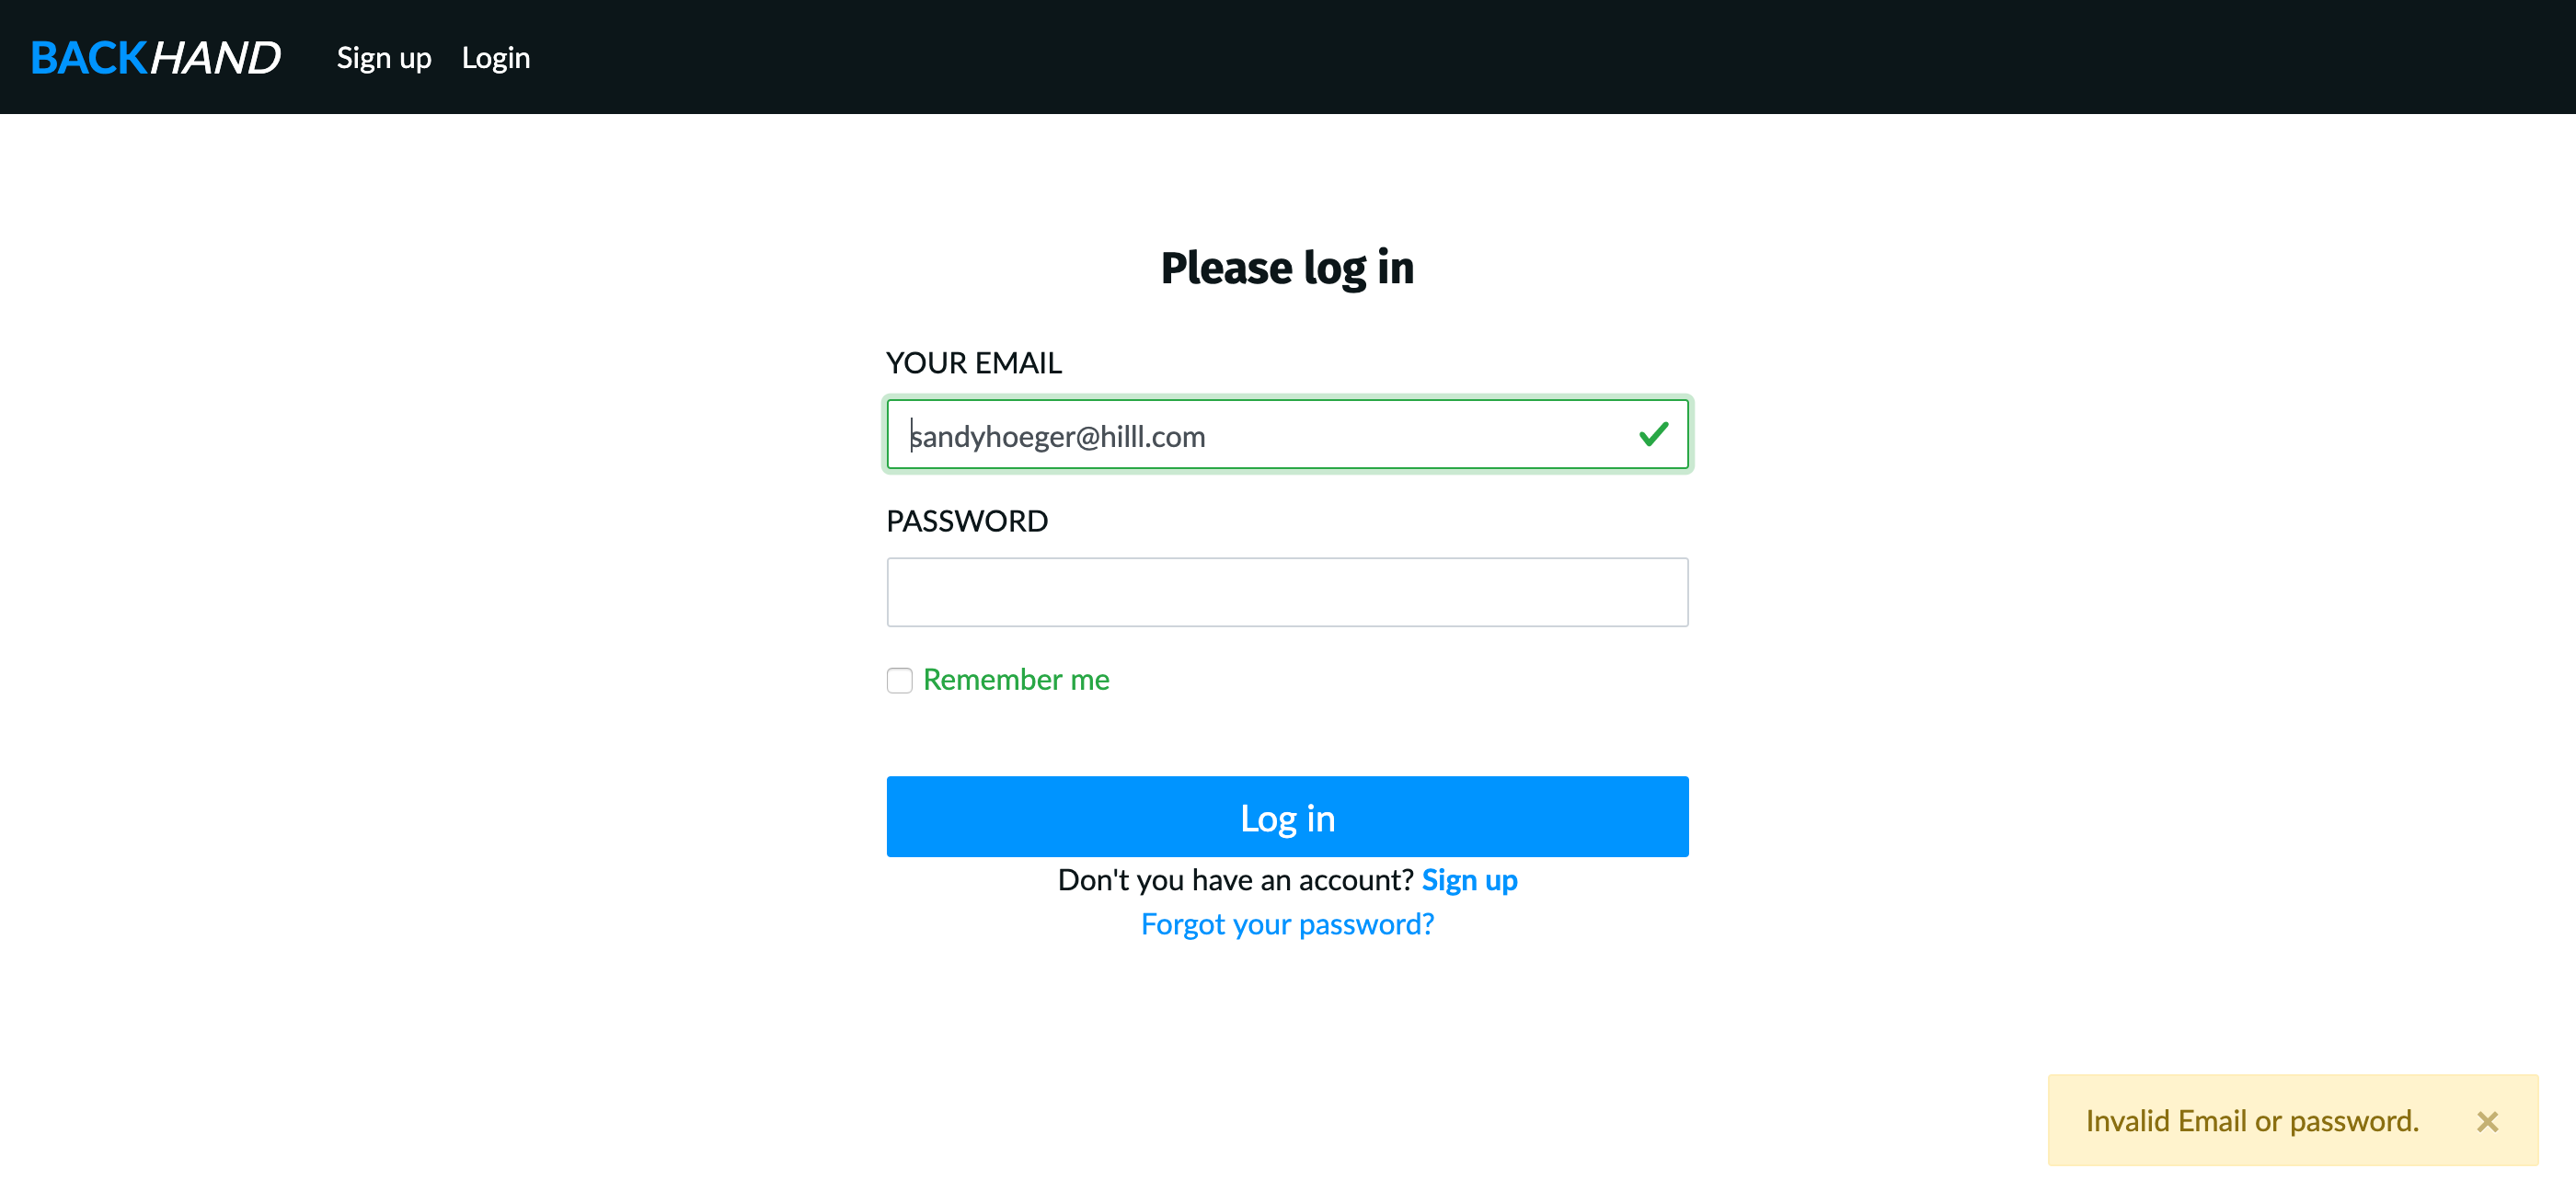 BACKHAND Sign up Login
Please log in
YOUR EMAIL
sandyhoeger@hilll.com
PASSWORD
Remember me
Log in
Don't you have an account? Sign up
Forgot your password?
Invalid Email or password. ×